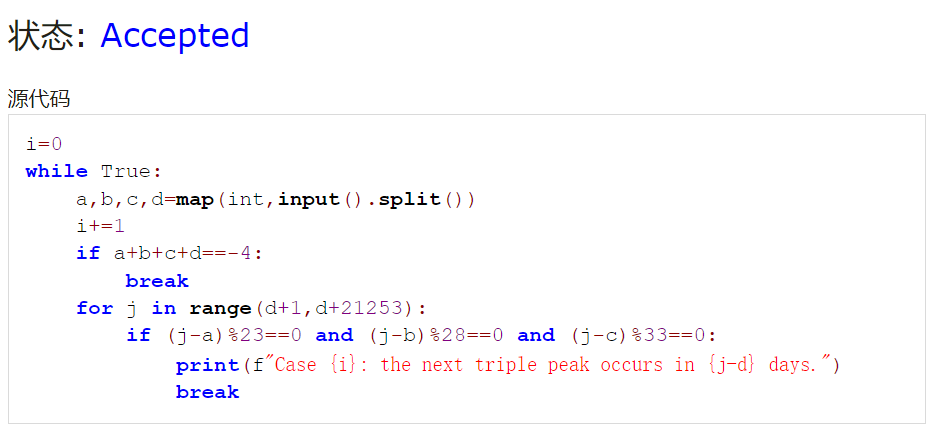 状态: Accepted
源代码
i=0
while True:
    a,b,c,d=map(int,input().split())
    i+=1
    if a+b+c+d==-4:
        break
    for j in range(d+1,d+21253):
        if (j-a)%23==0 and (j-b)%28==0 and (j-c)%33==0:
            print(f"Case {i}: the next triple peak occurs in {j-d} days.")
            break